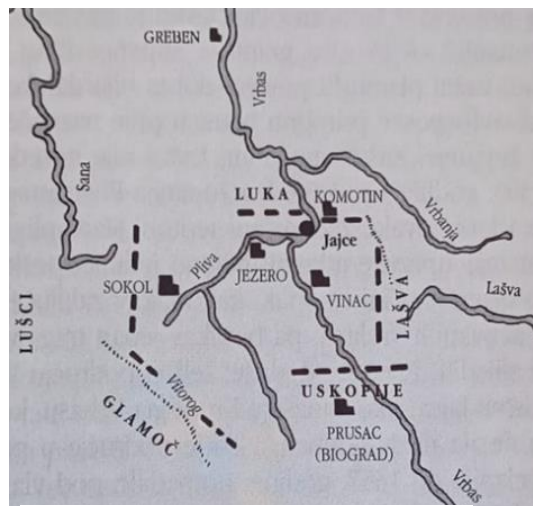 GREBEN
Vrbas
Sana
LUKA
KOMOTIN
Vrbanja
Jajce
Pliva
JEZERO
SOKOL
VINAC
LAŠVA
Lašva
LUŠCI
Vitorog
GLAMOČ
USKOPJE
PRUSAC
(BIOGRAD)
Vrbas